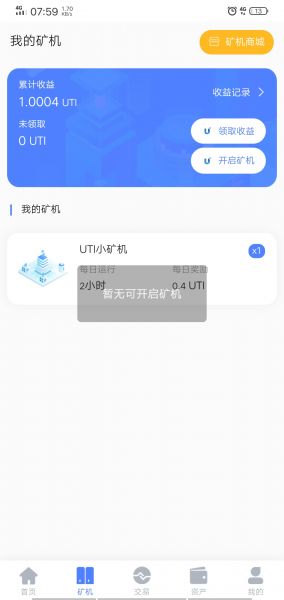 4G 07:59 1.70 KB/s 4G 13
我的矿机
矿机商城
累计收益
1.0004 UTI
收益记录
未领取
领取收益
0 UTI
开启矿机
我的矿机
UTI小矿机
x1
每日运行 每日奖励
2小时 0.4 UTI
暂无可开启矿机
首页 矿机 交易 资产 我的